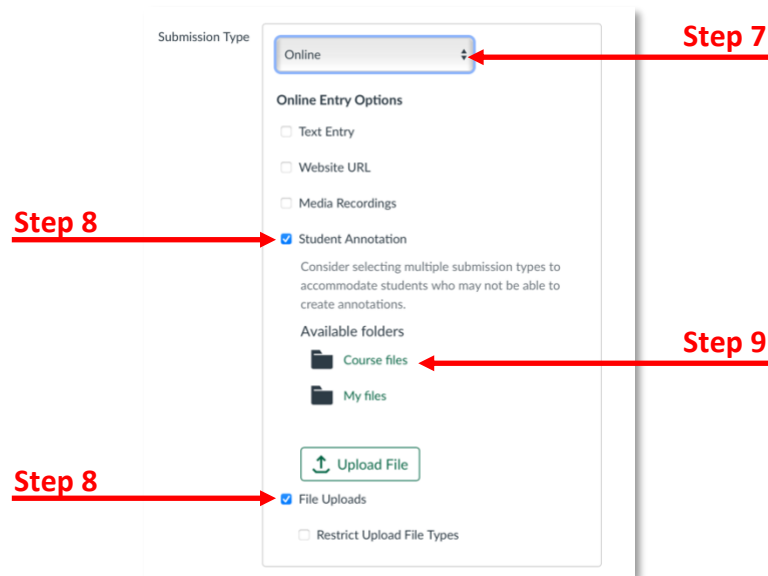 Submission Type
Online
Step 7
Online Entry Options
Text Entry
Website URL
Media Recordings
Step 8
Student Annotation
Consider selecting multiple submission types to
accommodate students who may not be able to
create annotations.
Available folders
Course files
Step 9
My files
Upload File
Step 8
File Uploads
Restrict Upload File Types